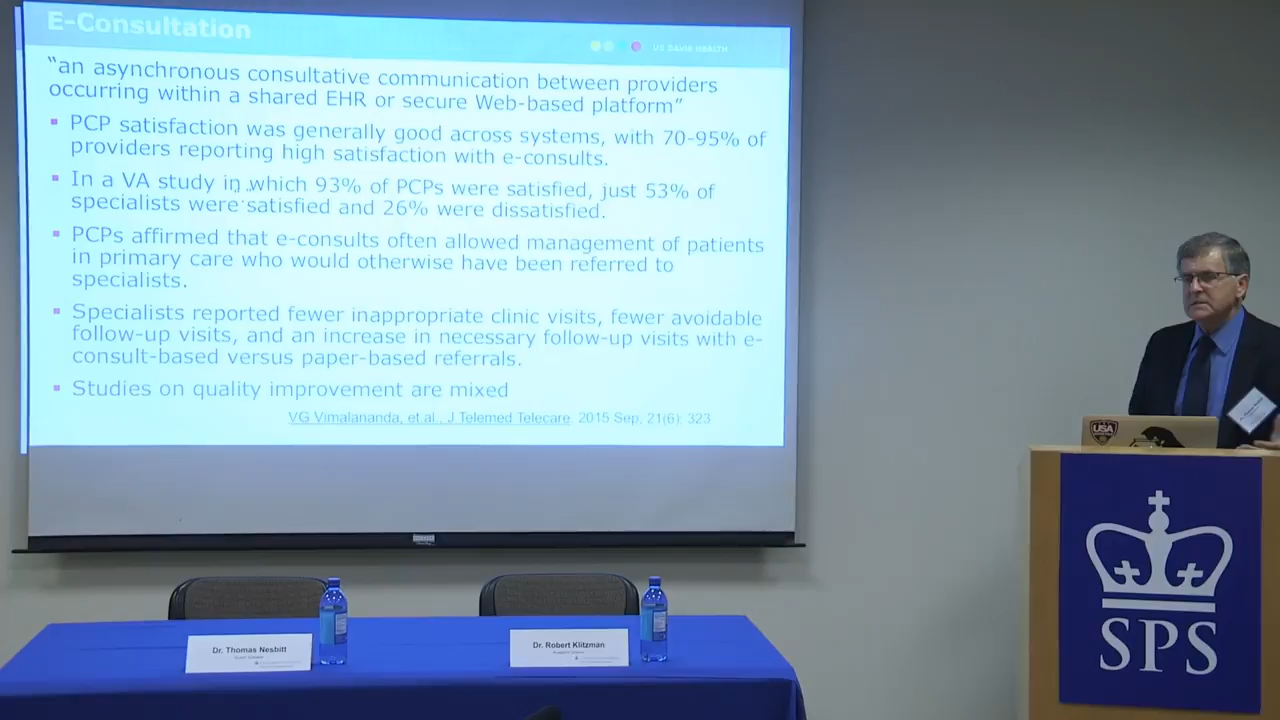 E-Consultation
UC DAVIS HEALTH
“an asynchronous consultative communication between providers
occurring within a shared EHR or secure Web-based platform”
PCP satisfaction was generally good across systems, with 70-95% of
providers reporting high satisfaction with e-consults.
In a VA study in which 93% of PCPs were satisfied, just 53% of
specialists were satisfied and 26% were dissatisfied.
PCPs affirmed that e-consults often allowed management of patients
in primary care who would otherwise have been referred to
specialists.
Specialists reported fewer inappropriate clinic visits, fewer avoidable
follow-up visits, and an increase in necessary follow-up visits with e-
consult-based versus paper-based referrals.
Studies on quality improvement are mixed
VG Vimalananda, et al., J Telemed Telecare 2015 Sep, 21(6): 323
USA
SPS
Dr. Thomas Nesbitt
Dr. Robert Klitzman